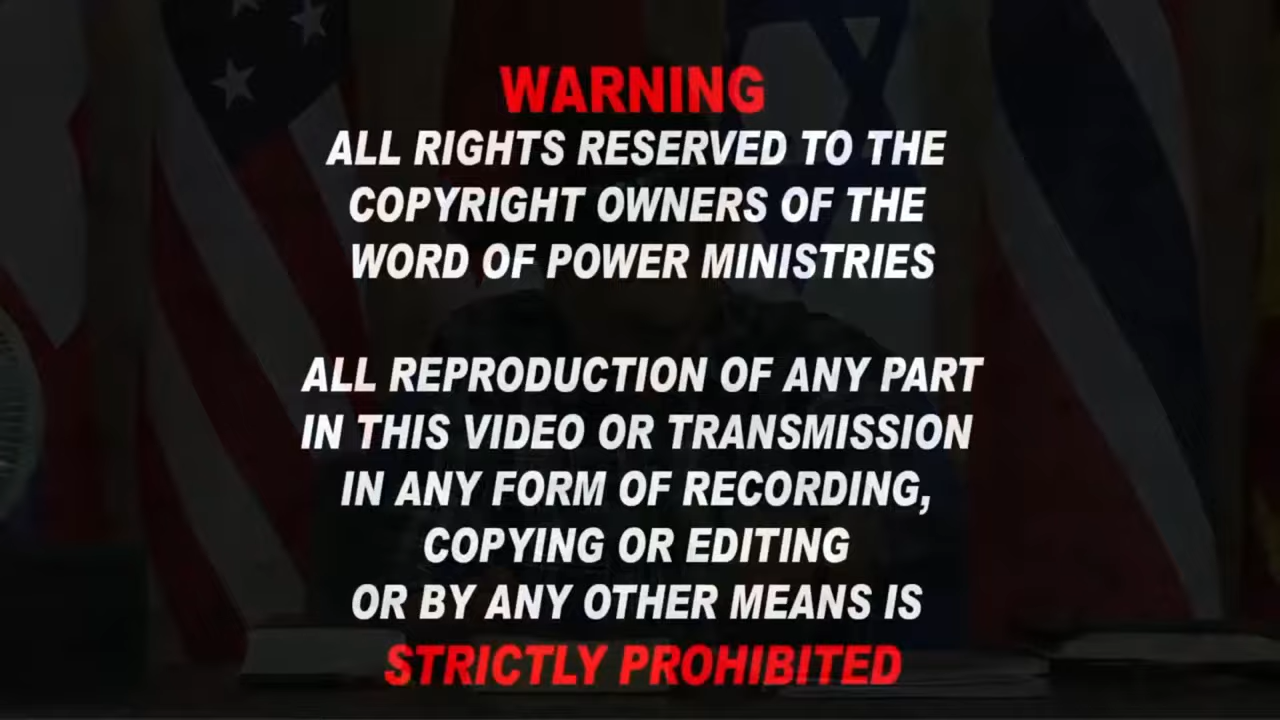 WARNING
ALL RIGHTS RESERVED TO THE
COPYRIGHT OWNERS OF THE
WORD OF POWER MINISTRIES
ALL REPRODUCTION OF ANY PART
IN THIS VIDEO OR TRANSMISSION
IN ANY FORM OF RECORDING,
COPYING OR EDITING
OR BY ANY OTHER MEANS IS
STRICTLY PROHIBITED